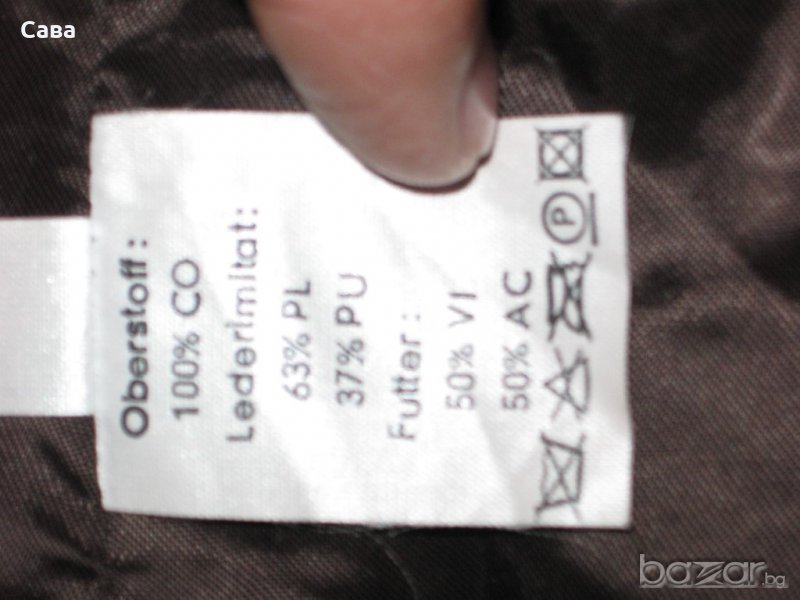 Сава
Oberstoff:
100% CO
Lederimitat:
63% PL
37% PU
Futter:
50% VI
50% AC
P
bazar.bg